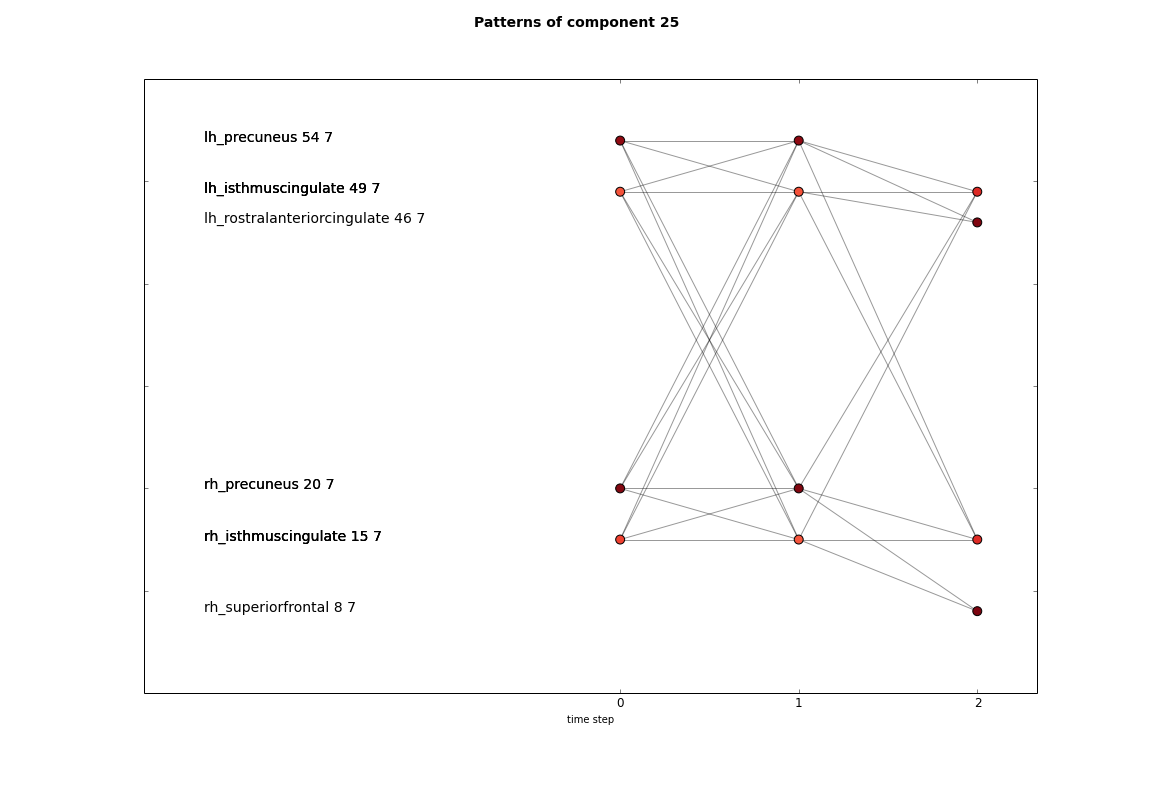 Patterns of component 25
lh_precuneus 54 7
lh_isthmuscingulate 49 7
lh_rostralanteriorcingulate 46 7
rh_precuneus 20 7
rh_isthmuscingulate 15 7
rh_superiorfrontal 8 7
0 1 2
time step